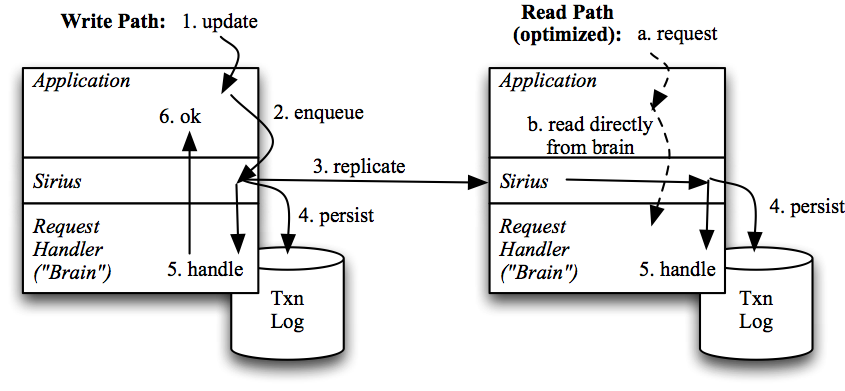 Write Path: 1. update
Application
6. ok
2. enqueue
Sirius
3. replicate
4. persist
Request
Handler
("Brain")
5. handle
Txn
Log
Read Path
(optimized): a. request
Application
b. read directly
from brain
Sirius
4. persist
Request
Handler
("Brain")
5. handle
Txn
Log